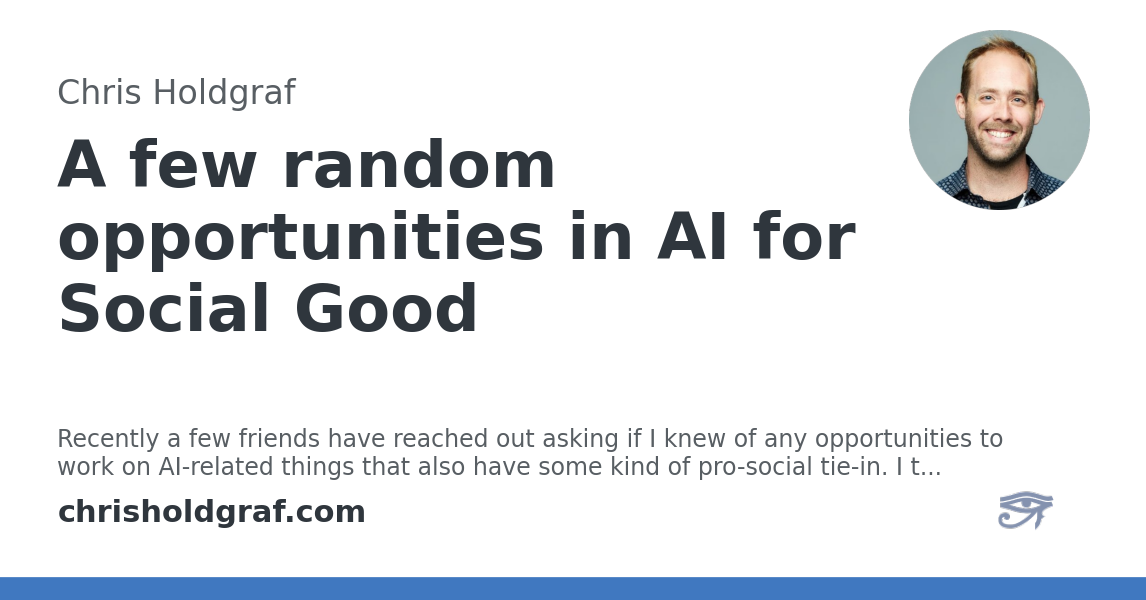 Chris Holdgraf
A few random
opportunities in AI for
Social Good
Recently a few friends have reached out asking if I knew of any opportunities to
work on AI-related things that also have some kind of pro-social tie-in. I t...
chrisholdgraf.com